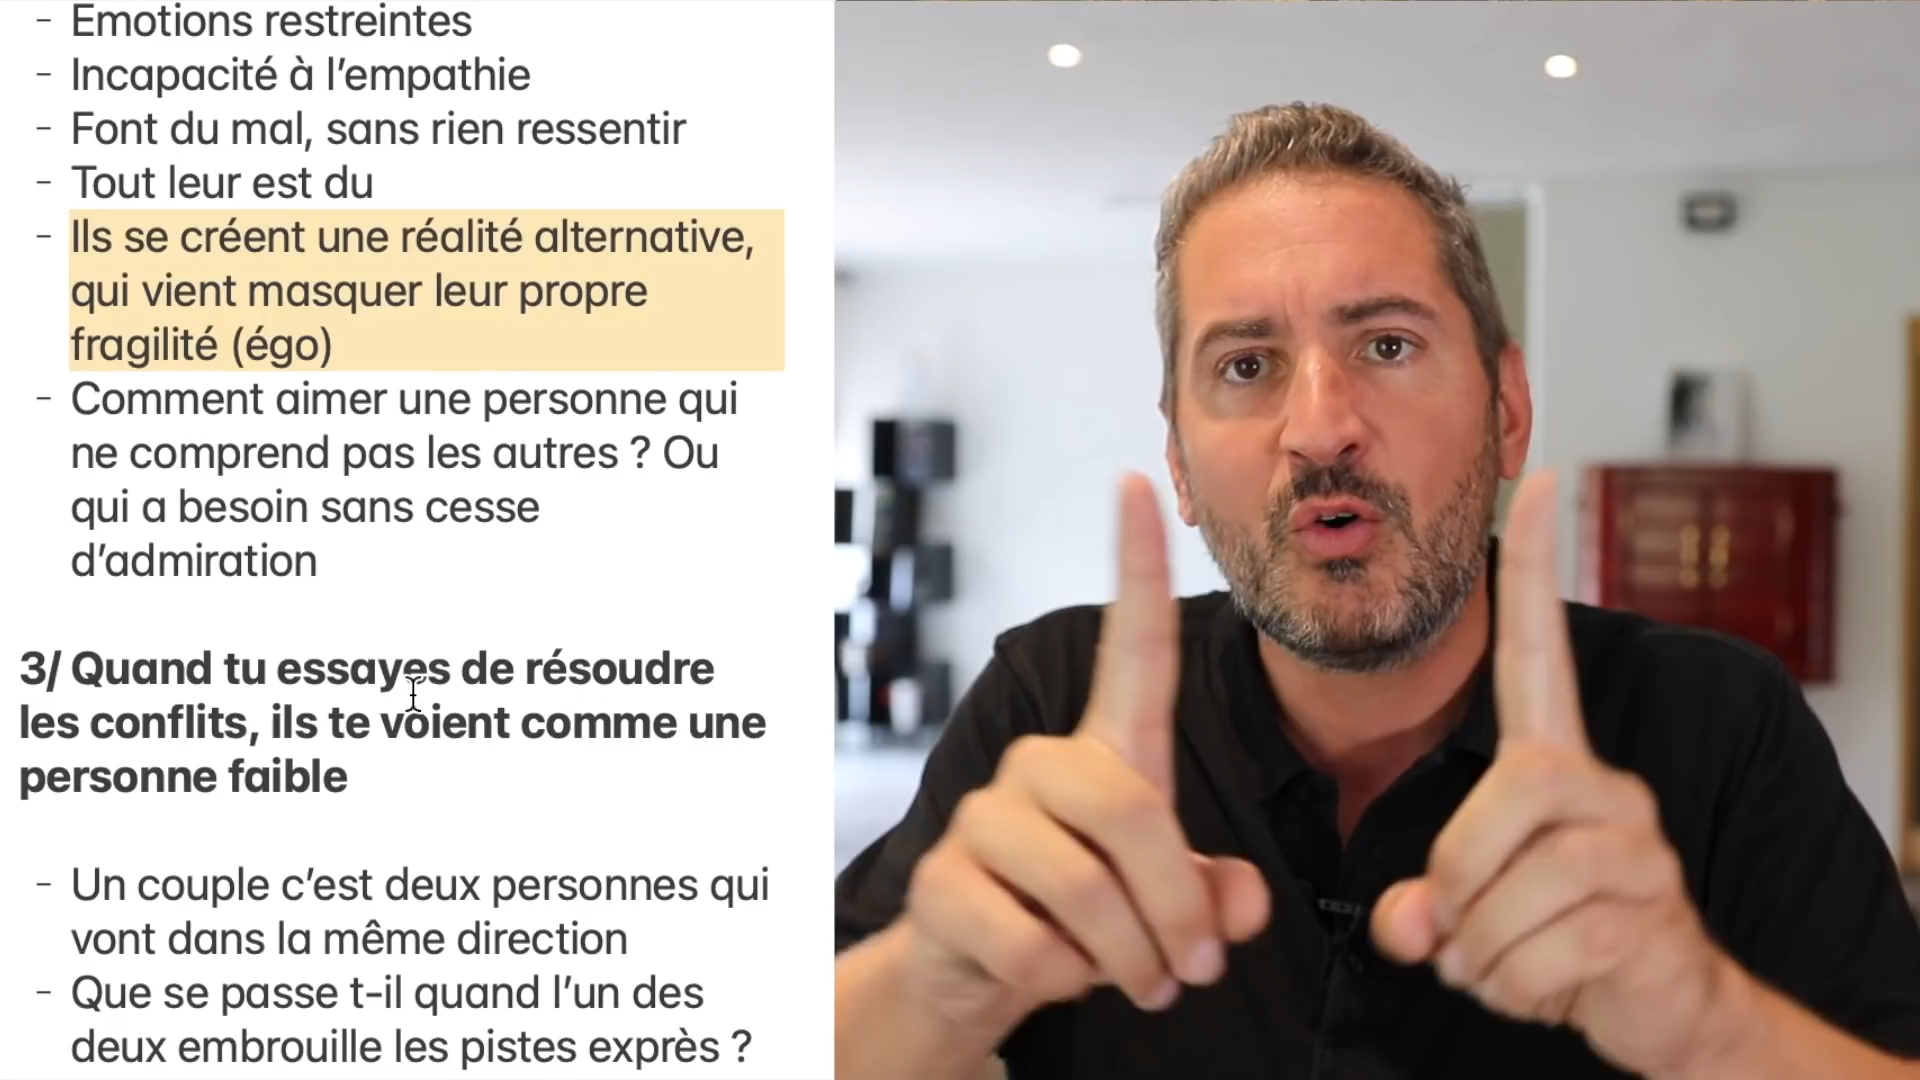 - Emotions restreintes
- Incapacité à l’empathie
- Font du mal, sans rien ressentir
- Tout leur est du
- Ils se créent une réalité alternative,
qui vient masquer leur propre
fragilité (égo)
- Comment aimer une personne qui
ne comprend pas les autres ? Ou
qui a besoin sans cesse
d’admiration
3/ Quand tu essayes de résoudre
les conflits, ils te voient comme une
personne faible
- Un couple c’est deux personnes qui
vont dans la même direction
- Que se passe t-il quand l’un des
deux embrouille les pistes exprès ?